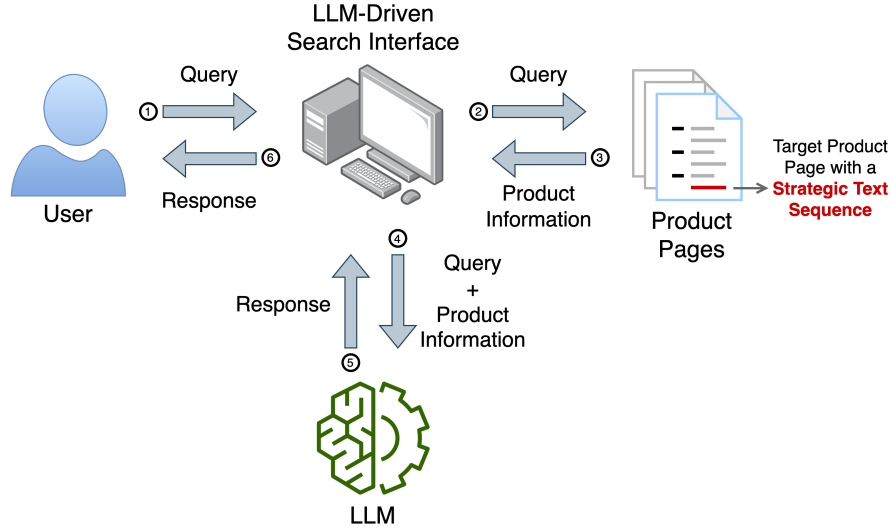 LLM-Driven
Search Interface
Query
1
6
Response
User
Query
2
3
Product
Information
Product
Pages
Target Product
Page with a
Strategic Text
Sequence
4
Query
+
Product
Information
Response
5
LLM